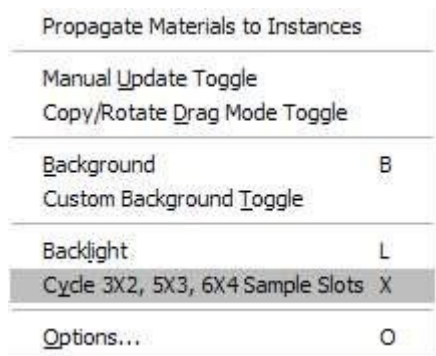 Propagate Materials to Instances
Manual Update Toggle
Copy/Rotate Drag Mode Toggle
Background B
Custom Background Toggle
Backlight L
Cycle 3X2, 5X3, 6X4 Sample Slots X
Options... O